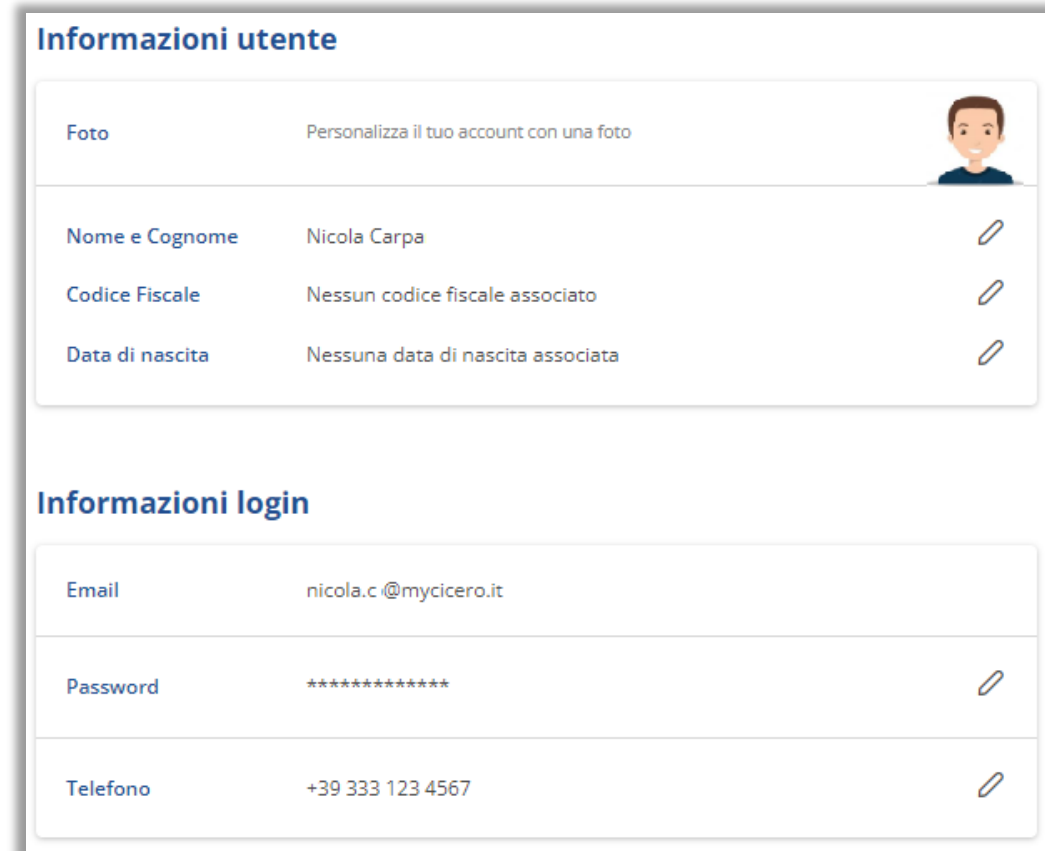 Informazioni utente
Foto Personalizza il tuo account con una foto
Nome e Cognome Nicola Carpa
Codice Fiscale Nessun codice fiscale associato
Data di nascita Nessuna data di nascita associata
Informazioni login
Email nicola.c @mycicero.it
Password *************
Telefono +39 333 123 4567